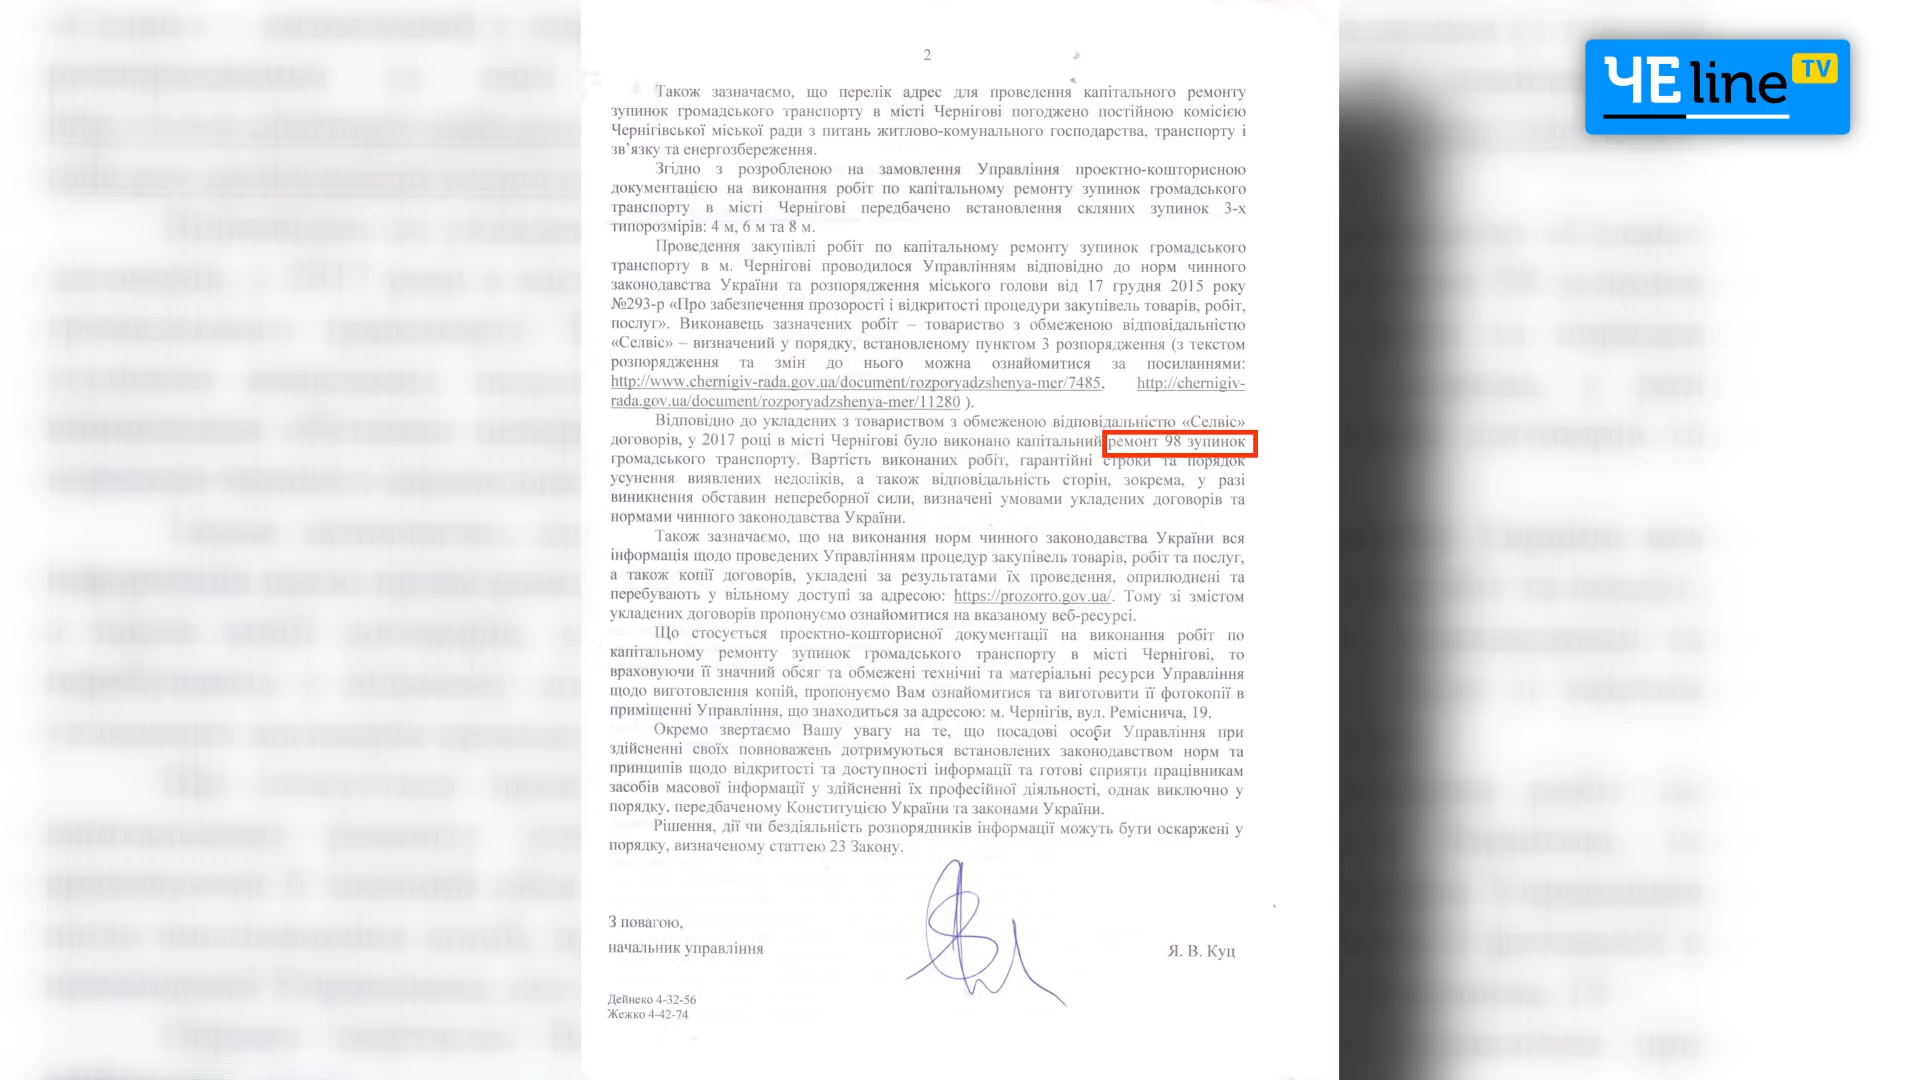 2
Також зазначаємо, що перелік адрес для проведення капітального ремонту
зупинок громадського транспорту в місті Чернігові погоджено постійною комісією
Чернігівської міської ради з питань житлово-комунального господарства, транспорту і
зв’язку та енергозбереження.
Згідно з розробленою на замовлення Управління проектно-кошторисною
документацією на виконання робіт по капітальному ремонту зупинок громадського
транспорту в місті Чернігові передбачено встановлення скляних зупинок 3-х
типорозмірів: 4 м, 6 м та 8 м.
Проведення закупівлі робіт по капітальному ремонту зупинок громадського
транспорту в м. Чернігові проводилося Управлінням відповідно до норм чинного
законодавства України та розпорядження міського голови від 17 грудня 2015 року
№293-р «Про забезпечення прозорості і відкритості процедури закупівель товарів, робіт,
послуг». Виконавець зазначених робіт – товариство з обмеженою відповідальністю
«Селвіс» – визначений у порядку, встановленому пунктом 3 розпорядження (з текстом
розпорядження та змін до нього можна ознайомитися за посиланнями:
http://www.chernigiv-rada.gov.ua/document/rozporyadzshenya-mer/7485, http://chernigiv-
rada.gov.ua/document/rozporyadzshenya-mer/11280 ).
Відповідно до укладених з товариством з обмеженою відповідальністю «Селвіс»
договорів, у 2017 році в місті Чернігові було виконано капітальний ремонт 98 зупинок
громадського транспорту. Вартість виконаних робіт, гарантійні строки та порядок
усунення виявлених недоліків, а також відповідальність сторін, зокрема, у разі
виникнення обставин непереборної сили, визначені умовами укладених договорів та
нормами чинного законодавства України.
Також зазначаємо, що на виконання норм чинного законодавства України вся
інформація щодо проведених Управлінням процедур закупівель товарів, робіт та послуг,
а також копії договорів, укладені за результатами їх проведення, оприлюднені та
перебувають у вільному доступі за адресою: https://prozorro.gov.ua/. Тому зі змістом
укладених договорів пропонуємо ознайомитися на вказаному веб-ресурсі.
Що стосується проектно-кошторисної документації на виконання робіт по
капітальному ремонту зупинок громадського транспорту в місті Чернігові, то
враховуючи її значний обсяг та обмежені технічні та матеріальні ресурси Управління
щодо виготовлення копій, пропонуємо Вам ознайомитися та виготовити її фотокопії в
приміщенні Управління, що знаходиться за адресою: м. Чернігів, вул. Реміснича, 19.
Окремо звертаємо Вашу увагу на те, що посадові особи Управління при
здійсненні своїх повноважень дотримуються встановлених законодавством норм та
принципів щодо відкритості та доступності інформації та готові сприяти працівникам
засобів масової інформації у здійсненні їх професійної діяльності, однак виключно у
порядку, передбаченому Конституцією України та законами України.
Рішення, дії чи бездіяльність розпорядників інформації можуть бути оскаржені у
порядку, визначеному статтею 23 Закону.
З повагою,
начальник управління
Я. В. Куц
Дейнеко 4-32-56
Жежко 4-42-74
ЧЕ line TV